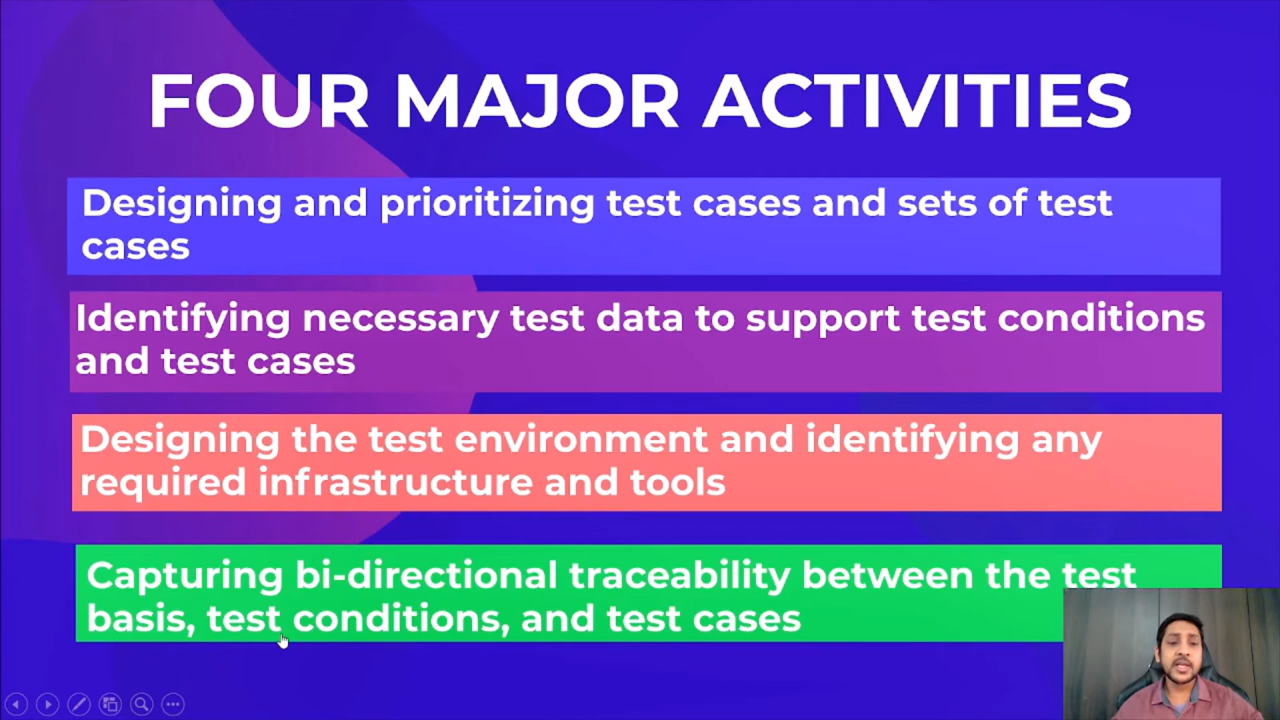 FOUR MAJOR ACTIVITIES
Designing and prioritizing test cases and sets of test
cases
Identifying necessary test data to support test conditions
and test cases
Designing the test environment and identifying any
required infrastructure and tools
Capturing bi-directional traceability between the test
basis, test conditions, and test cases